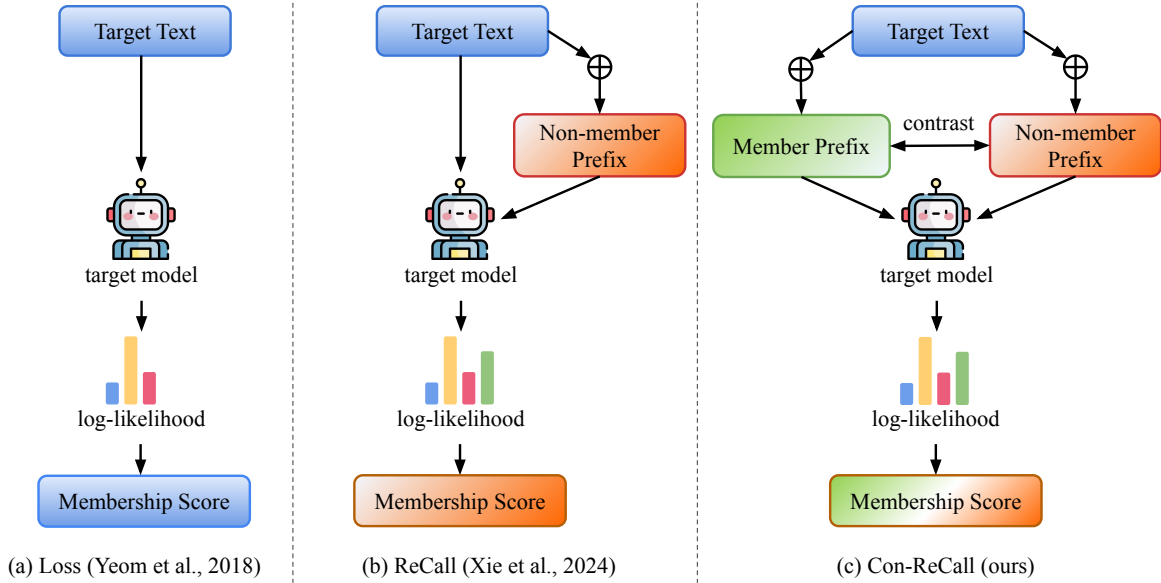 Target Text
target model
log-likelihood
Membership Score
(a) Loss (Yeom et al., 2018)
Target Text
Non-member
Prefix
target model
log-likelihood
Membership Score
(b) ReCall (Xie et al., 2024)
Target Text
Member Prefix
contrast
Non-member
Prefix
target model
log-likelihood
Membership Score
(c) Con-ReCall (ours)